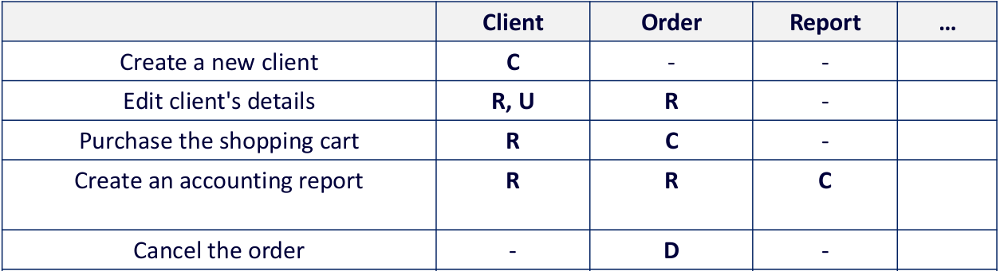 Client Order Report ...
Create a new client C - -
Edit client's details R, U R -
Purchase the shopping cart R C -
Create an accounting report R R C
Cancel the order - D -